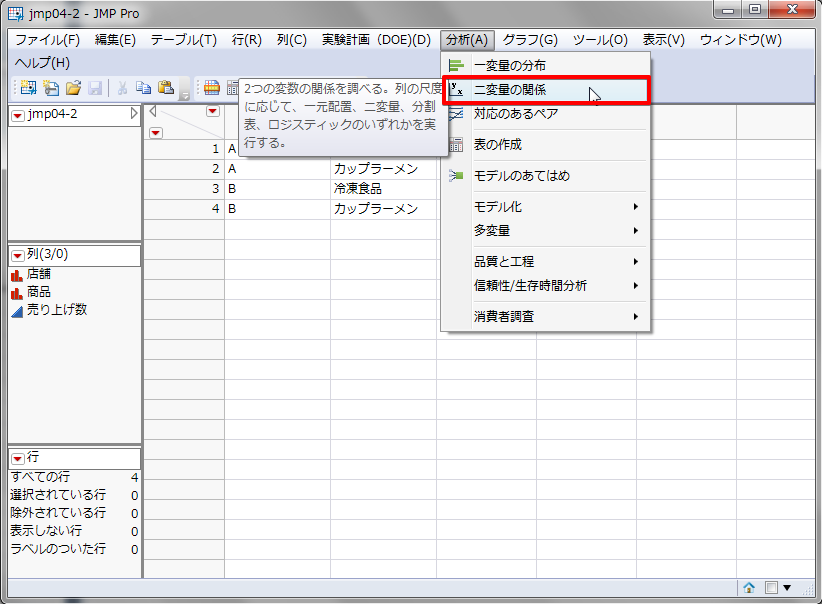 jmp04-2 - JMP Pro
ファイル(F) 編集(E) テーブル(T) 行(R) 列(C) 実験計画（DOE)(D) 分析(A) グラフ(G) ツール(O) 表示(V) ウィンドウ(W)
ヘルプ(H)
一変量の分布
二変量の関係
対応のあるペア
表の作成
モデルのあてはめ
モデル化
多変量
品質と工程
信頼性/生存時間分析
消費者調査
2つの変数の関係を調べる。列の尺度
に応じて、一元配置、二変量、分割
表、ロジスティックのいずれかを実
行する。
jmp04-2
1 A
2 A カップラーメン
3 B 冷凍食品
4 B カップラーメン
列(3/0)
店舗
商品
売り上げ数
行
すべての行 4
選択されている行 0
除外されている行 0
表示しない行 0
ラベルのついた行 0